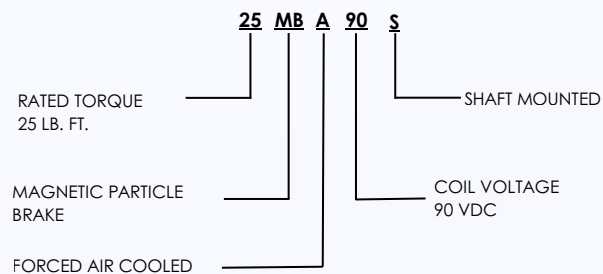 25 MB A 90 S
RATED TORQUE
25 LB. FT.
SHAFT MOUNTED
MAGNETIC PARTICLE
BRAKE
COIL VOLTAGE
90 VDC
FORCED AIR COOLED